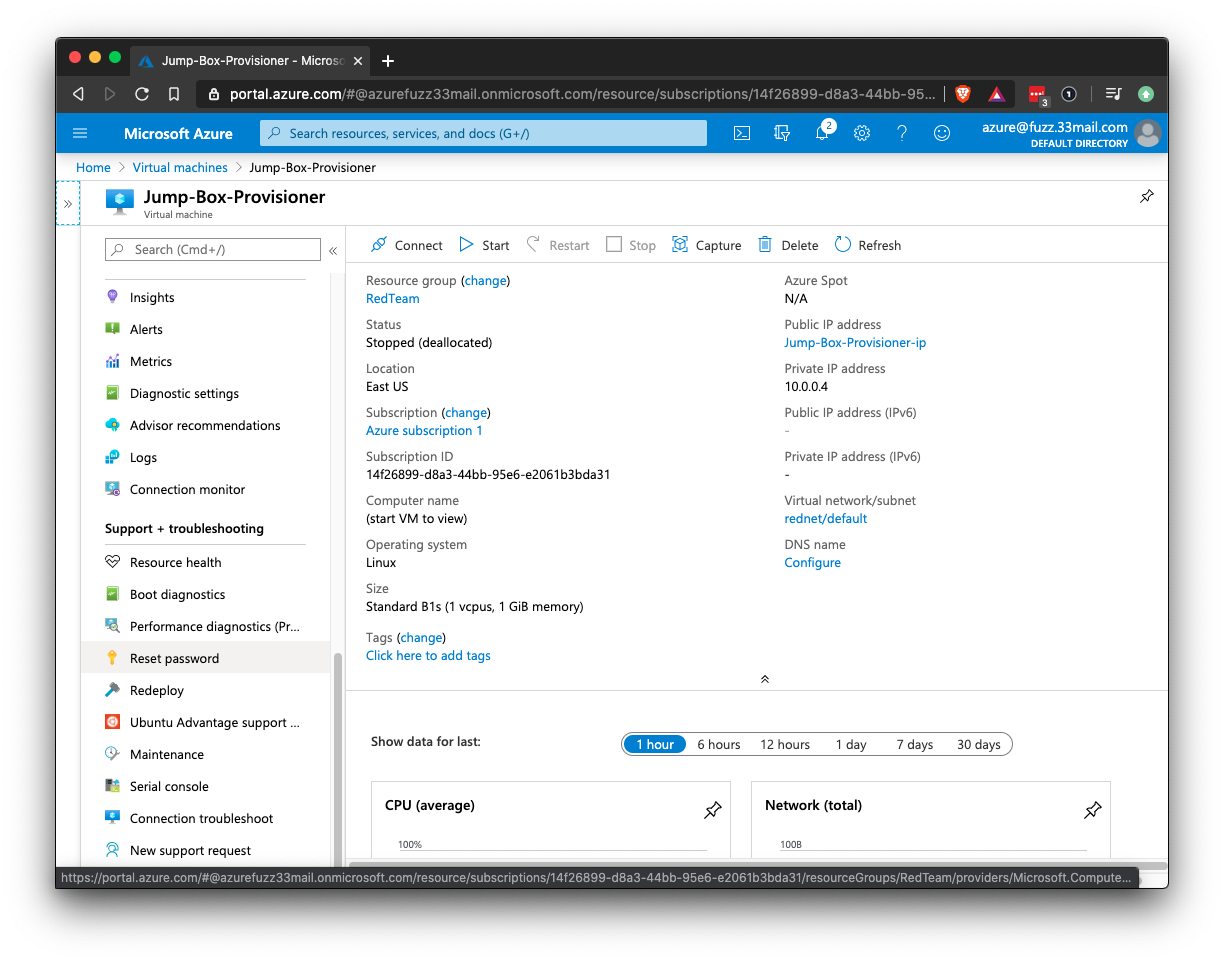 Jump-Box-Provisioner - Micros
portal.azure.com/#@azurefuzz33mail.onmicrosoft.com/resource/subscriptions/14f26899-d8a3-44bb-95...
3
1
Microsoft Azure
Search resources, services, and docs (G+/)
2
azure@fuzz.33mail.com
DEFAULT DIRECTORY
Home > Virtual machines > Jump-Box-Provisioner
Jump-Box-Provisioner
Virtual machine
Search (Cmd+/)
Insights
Alerts
Metrics
Diagnostic settings
Advisor recommendations
Logs
Connection monitor
Support + troubleshooting
Resource health
Boot diagnostics
Performance diagnostics (Pr...
Reset password
Redeploy
Ubuntu Advantage support ...
Maintenance
Serial console
Connection troubleshoot
New support request
Connect Start Restart Stop Capture Delete Refresh
Resource group (change)
RedTeam
Status
Stopped (deallocated)
Location
East US
Subscription (change)
Azure subscription 1
Subscription ID
14f26899-d8a3-44bb-95e6-e2061b3bda31
Computer name
(start VM to view)
Operating system
Linux
Size
Standard B1s (1 vcpus, 1 GiB memory)
Tags (change)
Click here to add tags
Azure Spot
N/A
Public IP address
Jump-Box-Provisioner-ip
Private IP address
10.0.0.4
Public IP address (IPv6)
-
Private IP address (IPv6)
-
Virtual network/subnet
rednet/default
DNS name
Configure
Show data for last:
1 hour 6 hours 12 hours 1 day 7 days 30 days
CPU (average)
100%
Network (total)
100B
https://portal.azure.com/#@azurefuzz33mail.onmicrosoft.com/resource/subscriptions/14f26899-d8a3-44bb-95e6-e2061b3bda31/resourceGroups/RedTeam/providers/Microsoft.Compute...